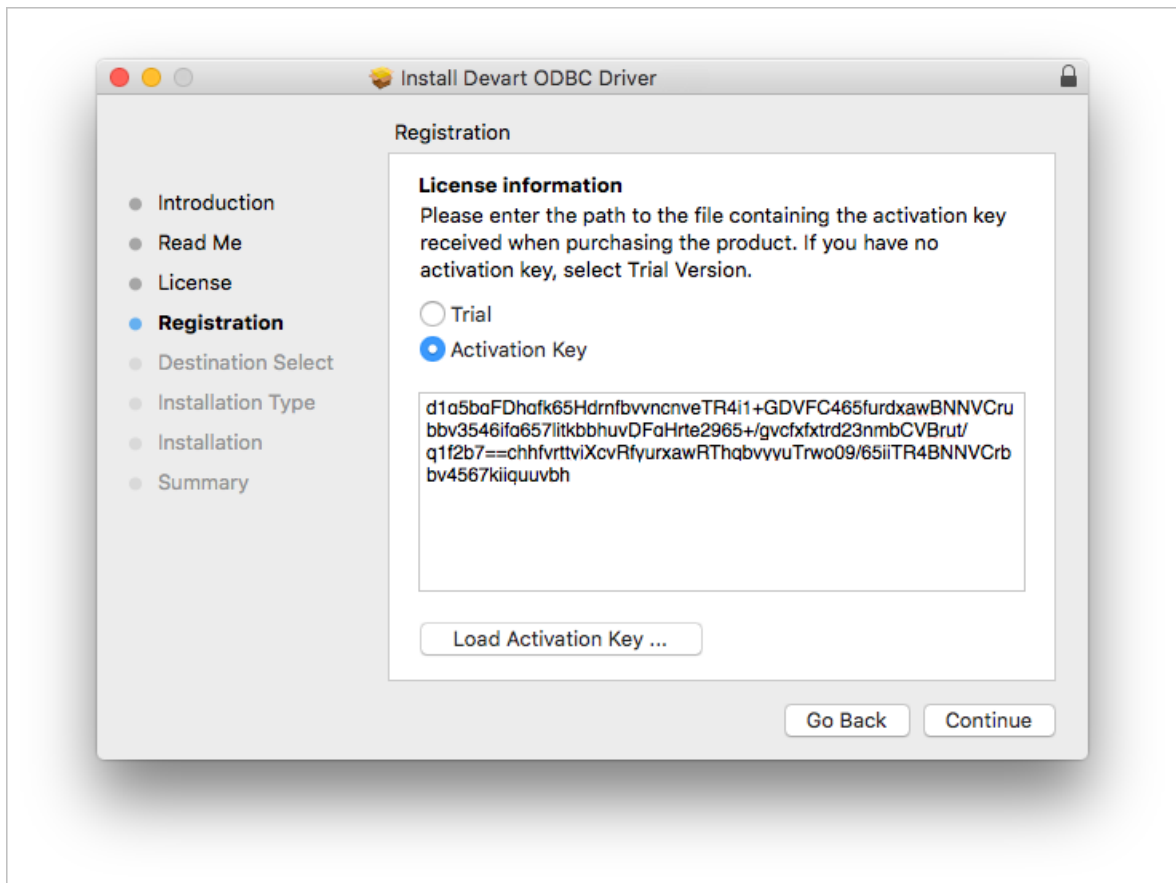 Install Devart ODBC Driver
Registration
Introduction
Read Me
License
Registration
Destination Select
Installation Type
Installation
Summary
License information
Please enter the path to the file containing the activation key
received when purchasing the product. If you have no
activation key, select Trial Version.
Trial
Activation Key
bv4567kiiquuvbh
Load Activation Key ...
Go Back
Continue